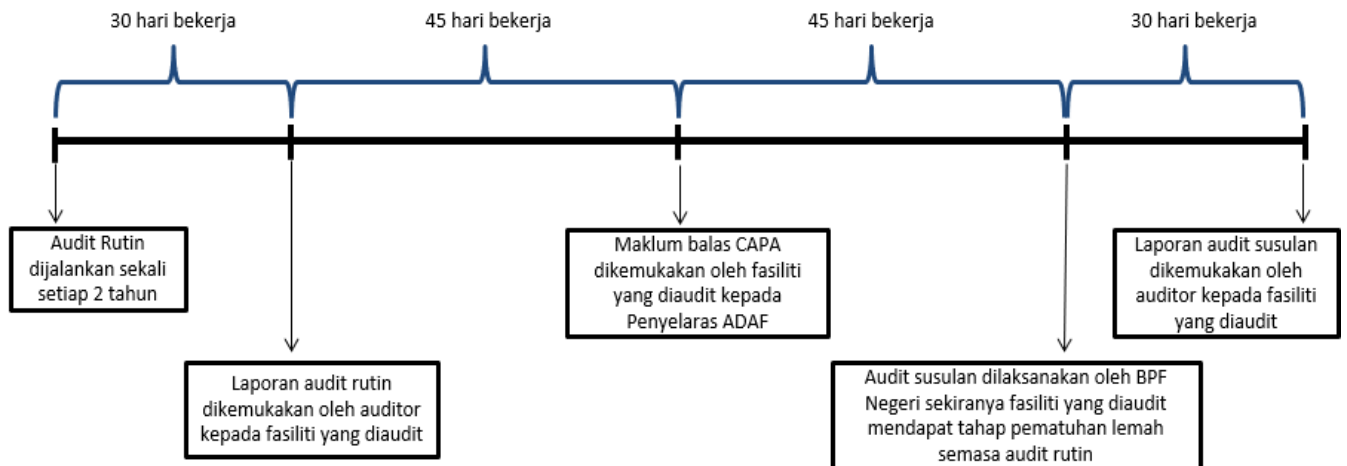 30 hari bekerja
45 hari bekerja
45 hari bekerja
30 hari bekerja
Audit Rutin
dijalankan sekali
setiap 2 tahun
Laporan audit rutin
dikemukakan oleh auditor
kepada fasiliti yang diaudit
Maklum balas CAPA
dikemukakan oleh fasiliti
yang diaudit kepada
Penyelaras ADAF
Audit susulan dilaksanakan oleh BPF
Negeri sekiranya fasiliti yang diaudit
mendapat tahap pematuhan lemah
semasa audit rutin
Laporan audit susulan
dikemukakan oleh
auditor kepada fasiliti
yang diaudit